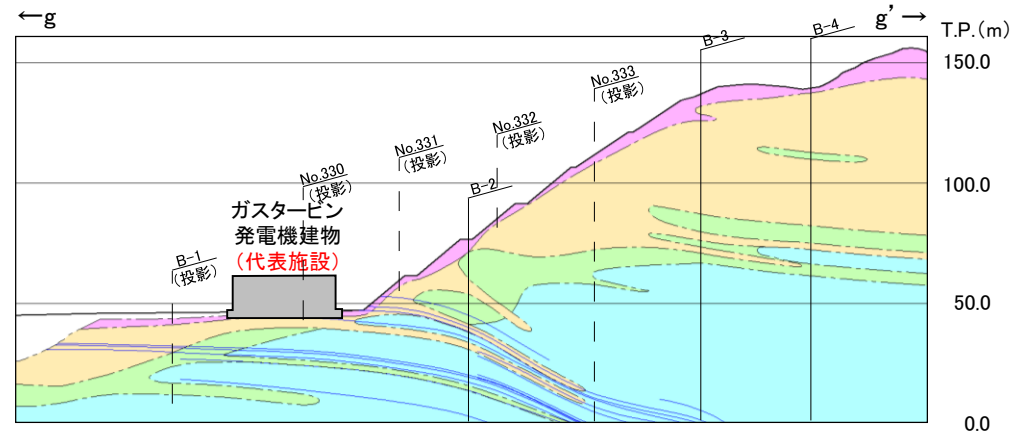 ←g
g’→
T.P.(m)
150.0
100.0
50.0
0.0
B-4
B-3
No.333
(投影)
No.332
(投影)
No.331
(投影)
B-2
No.330
(投影)
ガスタービン
発電機建物
(代表施設)
B-1
(投影)